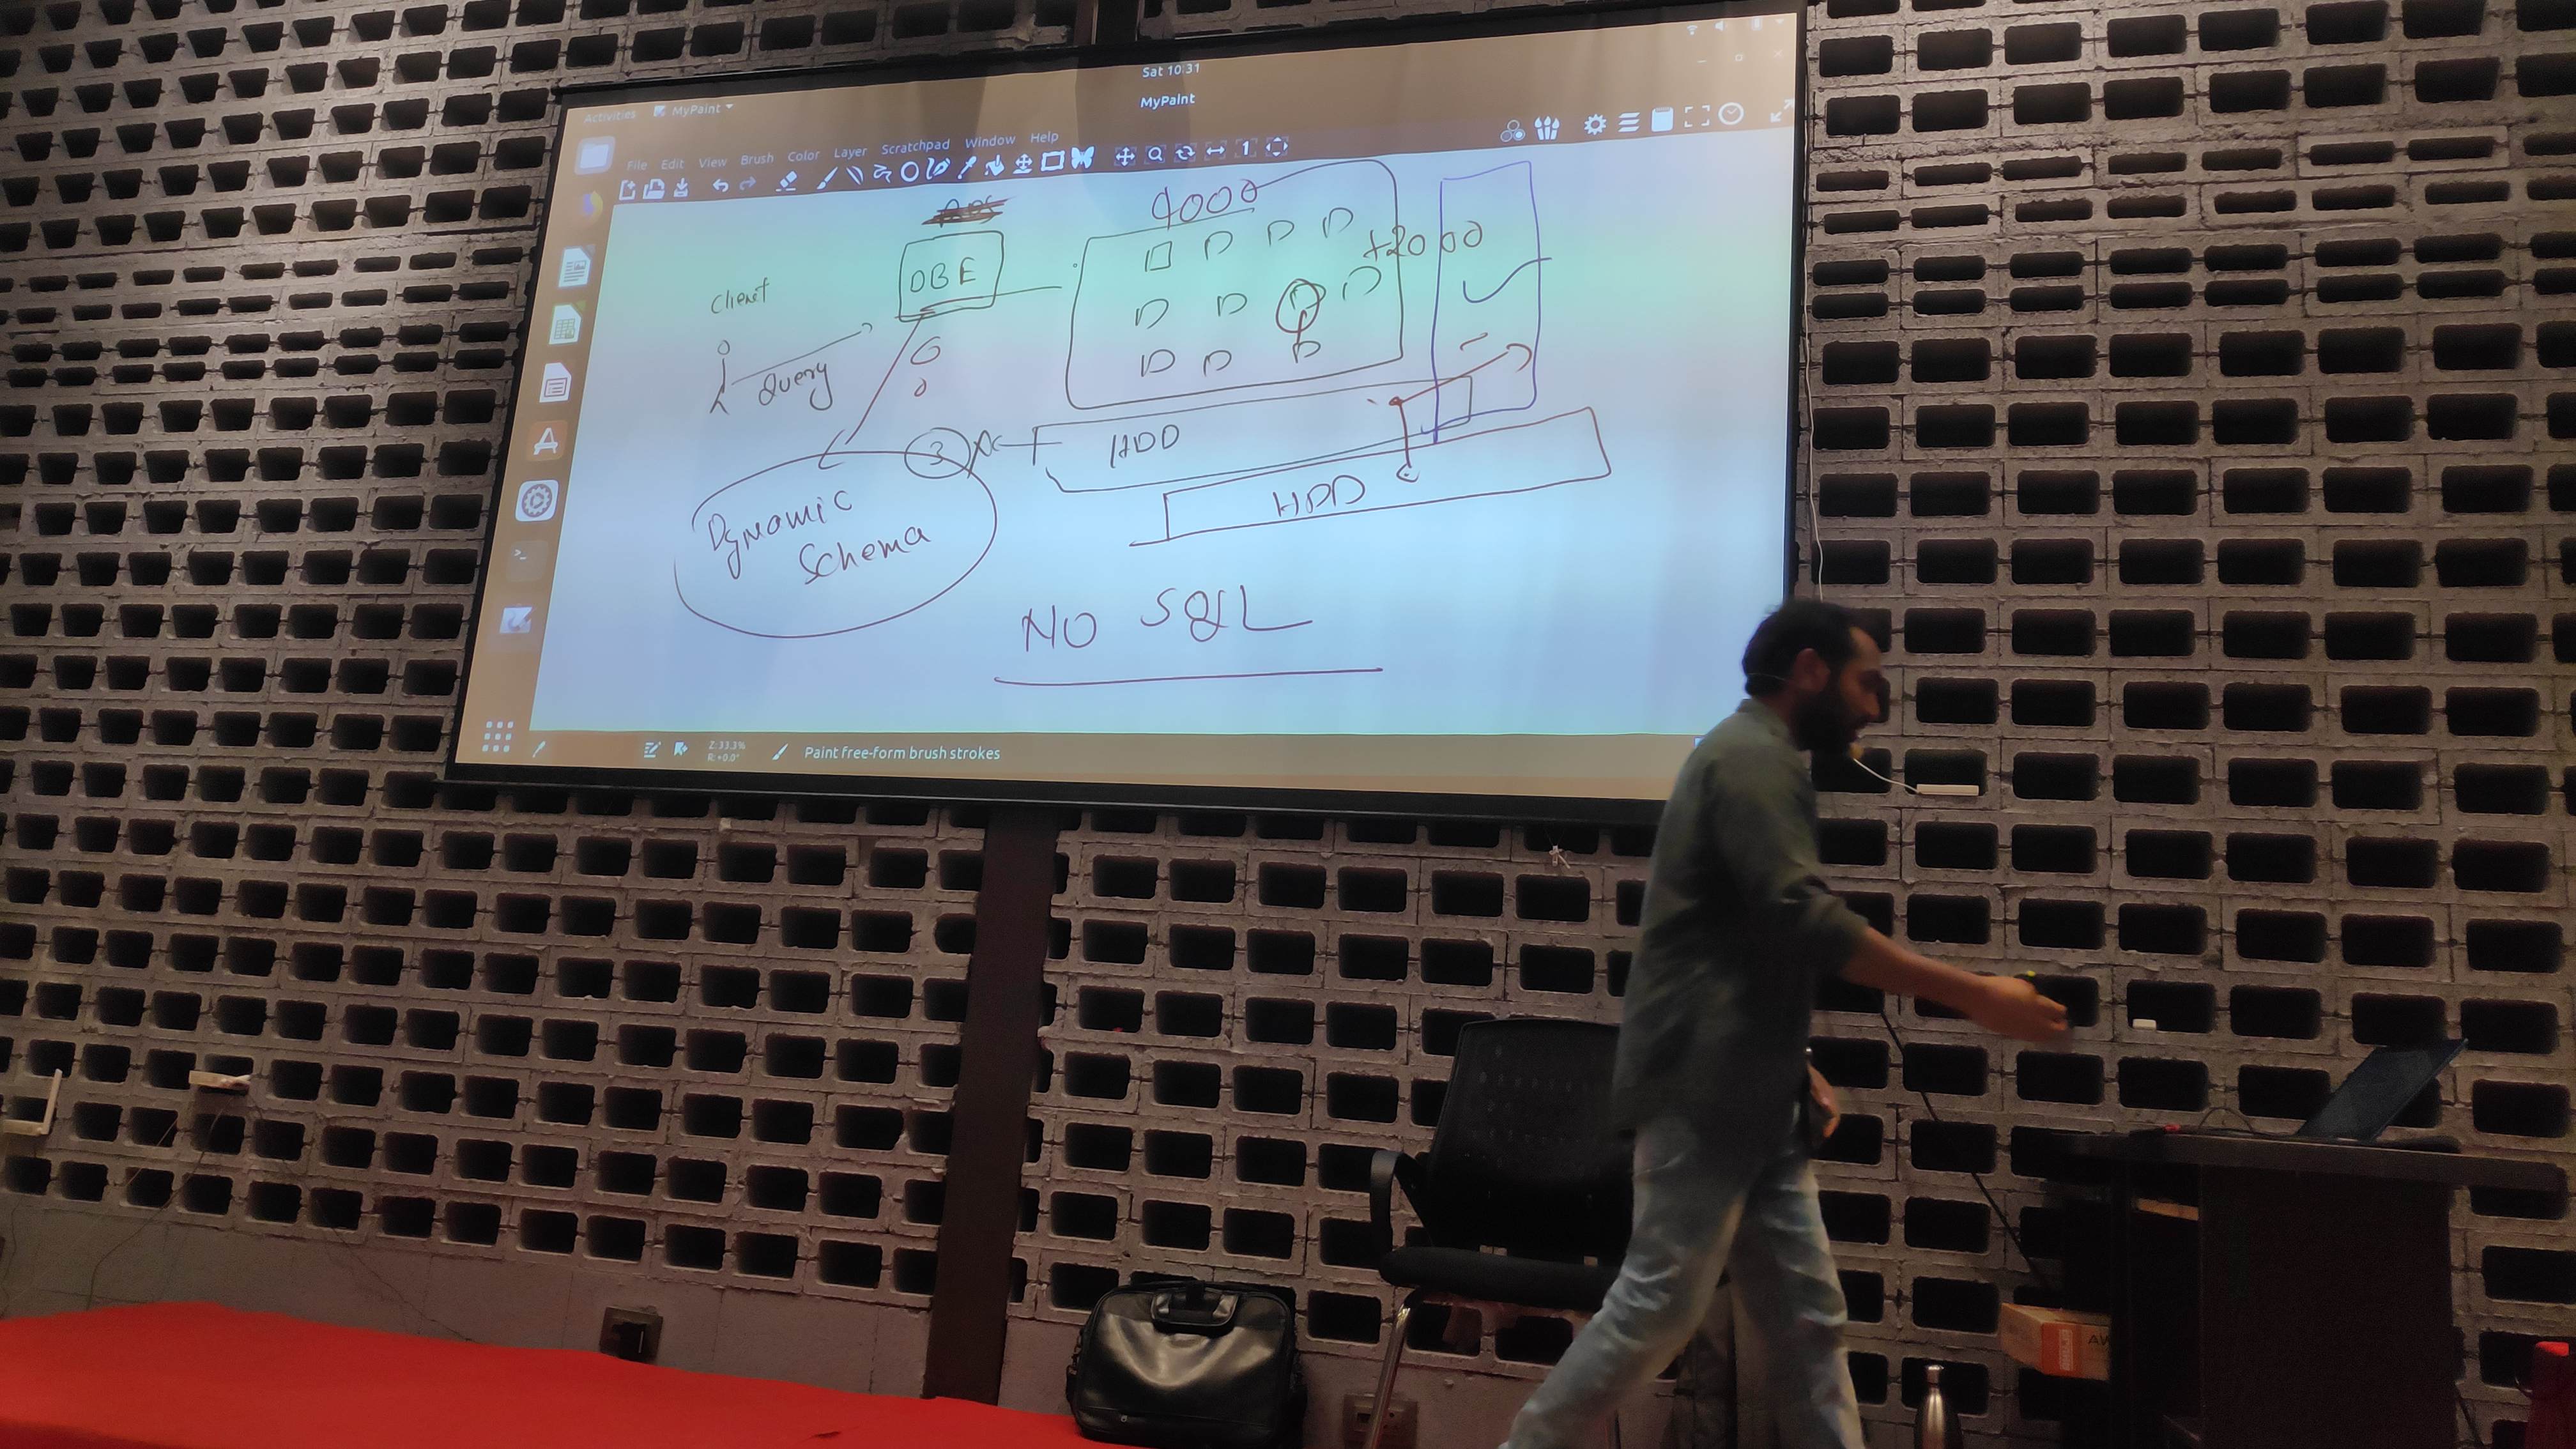 Sat 10:31
Activities MyPaint
MyPaint
File Edit View Brush Color Layer Scratchpad Window Help
1
4000
DBE
+2000
Client
Query
3
HDD
HDD
Dynamic
Schema
NO SQL
Z: 33.3%
R: +0.0°
Paint free-form brush strokes